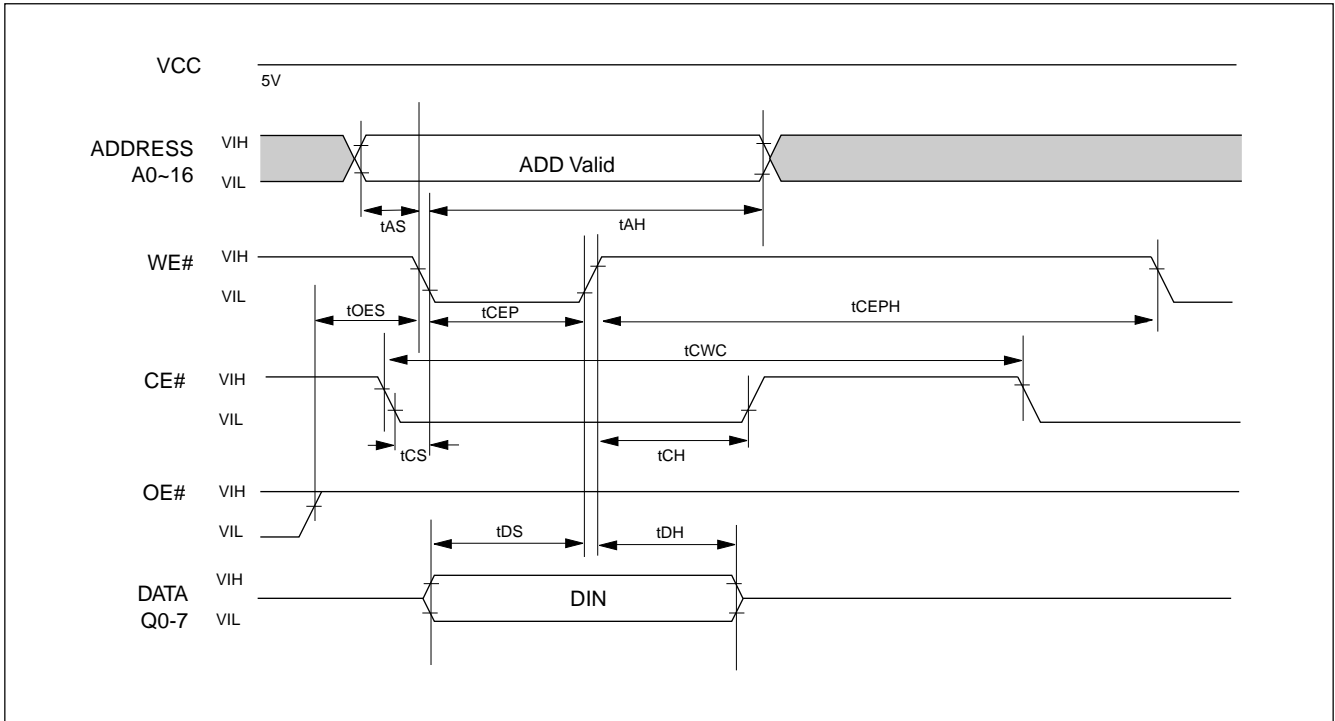 VCC
5V
ADDRESS
A0~16
VIH
VIL
ADD Valid
tAS
tAH
WE#
VIH
VIL
tOES
tCEP
tCEPH
tCWC
CE#
VIH
VIL
tCS
tCH
OE#
VIH
VIL
tDS
tDH
DATA
Q0-7
VIH
VIL
DIN